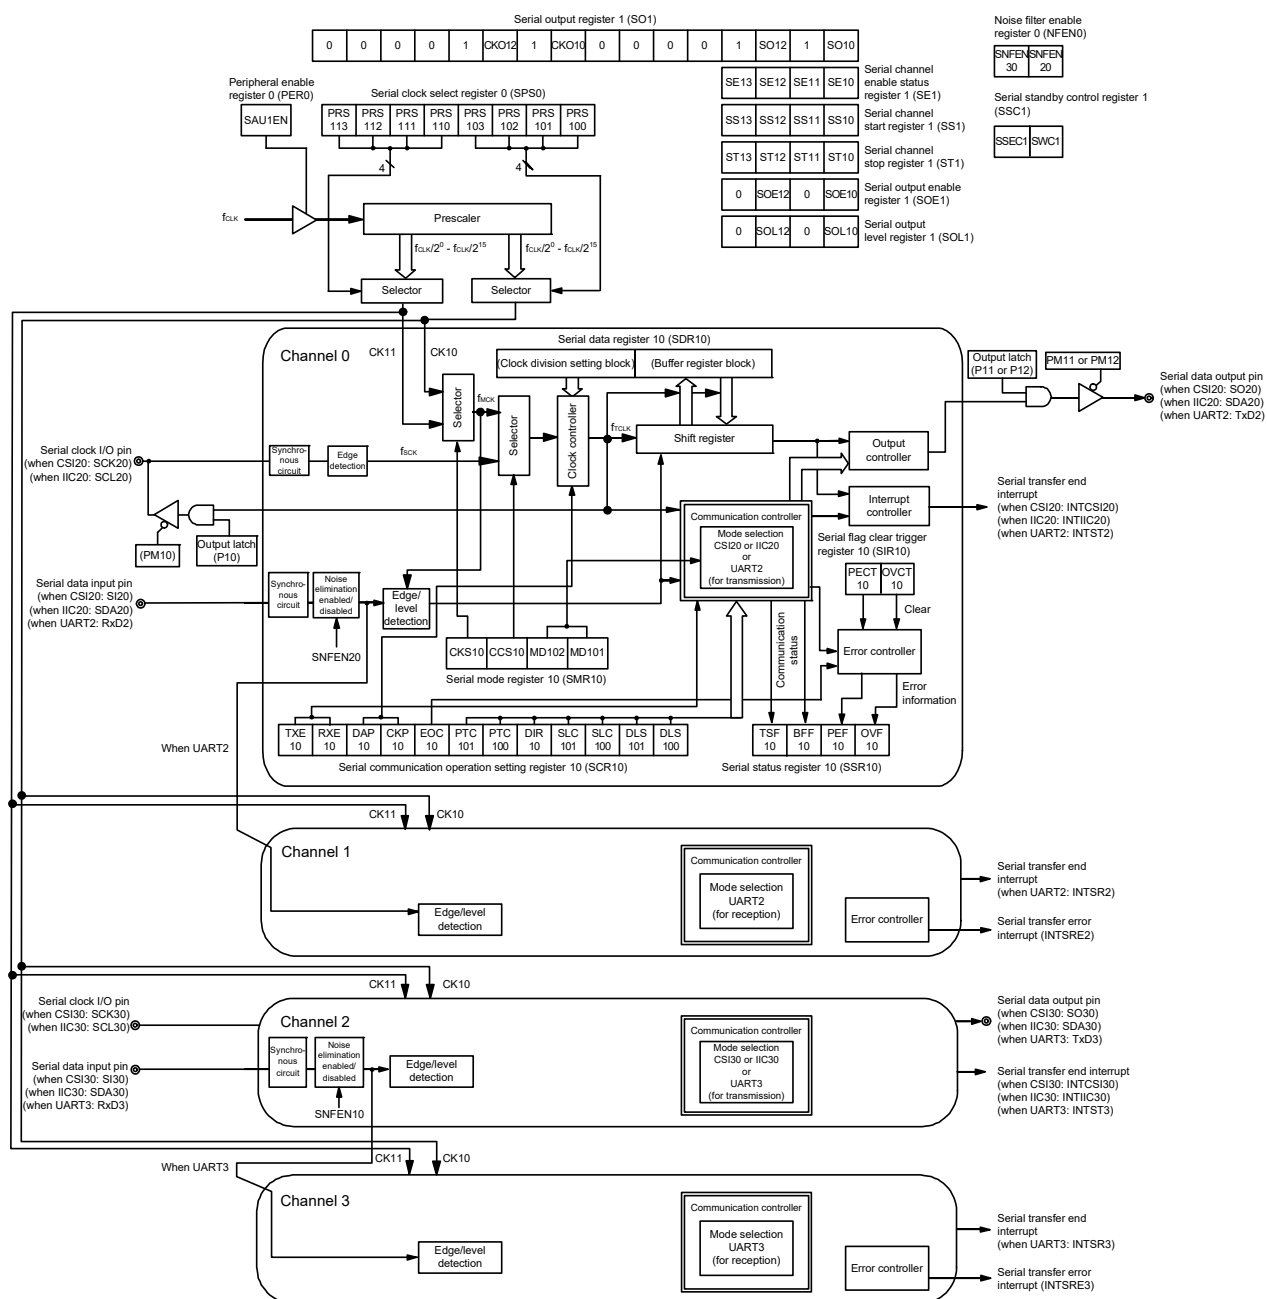 Serial output register 1 (SO1)
0 0 0 0 1 CKO12 1 CKO10 0 0 0 0 1 SO12 1 SO10
Noise filter enable
register 0 (NFEN0)
SNFEN 30 SNFEN 20
Peripheral enable
register 0 (PER0)
SAU1EN
Serial clock select register 0 (SPS0)
PRS 113 PRS 112 PRS 111 PRS 110 PRS 103 PRS 102 PRS 101 PRS 100
4
4
SE13 SE12 SE11 SE10
Serial channel
enable status
register 1 (SE1)
SS13 SS12 SS11 SS10
Serial channel
start register 1 (SS1)
ST13 ST12 ST11 ST10
Serial channel
stop register 1 (ST1)
0 SOE12 0 SOE10
Serial output enable
register 1 (SOE1)
0 SOL12 0 SOL10
Serial output
level register 1 (SOL1)
Serial standby control register 1
(SSC1)
SSEC1 SWC1
fCLK
Prescaler
fCLK/2⁰ - fCLK/2¹⁵
fCLK/2⁰ - fCLK/2¹⁵
Selector
Selector
Channel 0
CK11
CK10
Serial data register 10 (SDR10)
(Clock division setting block)
(Buffer register block)
Selector
fMCK
Selector
Clock controller
fTCLK
Shift register
Output
controller
Interrupt
controller
Output latch
(P11 or P12)
PM11 or PM12
Serial data output pin
(when CSI20: SO20)
(when IIC20: SDA20)
(when UART2: TxD2)
Serial clock I/O pin
(when CSI20: SCK20)
(when IIC20: SCL20)
Synchro-
nous
circuit
Edge
detection
fSCK
(PM10)
Output latch
(P10)
Communication controller
Mode selection
CSI20 or IIC20
or
UART2
(for transmission)
Serial transfer end
interrupt
(when CSI20: INTCSI20)
(when IIC20: INTIIC20)
(when UART2: INTST2)
Serial flag clear trigger
register 10 (SIR10)
PECT 10 OVCT 10
Clear
Error controller
Error
information
Communication
status
Serial data input pin
(when CSI20: SI20)
(when IIC20: SDA20)
(when UART2: RxD2)
Synchro-
nous
circuit
Noise
elimination
enabled/
disabled
SNFEN20
Edge/
level
detection
CKS10 CCS10 MD102 MD101
Serial mode register 10 (SMR10)
TXE 10 RXE 10 DAP 10 CKP 10 EOC 10 PTC 101 PTC 100 DIR 10 SLC 101 SLC 100 DLS 101 DLS 100
Serial communication operation setting register 10 (SCR10)
TSF 10 BFF 10 PEF 10 OVF 10
Serial status register 10 (SSR10)
When UART2
CK11
CK10
Channel 1
Edge/level
detection
Communication controller
Mode selection
UART2
(for reception)
Error controller
Serial transfer end
interrupt
(when UART2: INTSR2)
Serial transfer error
interrupt (INTSRE2)
CK11
CK10
Channel 2
Serial clock I/O pin
(when CSI30: SCK30)
(when IIC30: SCL30)
Serial data input pin
(when CSI30: SI30)
(when IIC30: SDA30)
(when UART3: RxD3)
Synchro-
nous
circuit
Noise
elimination
enabled/
disabled
SNFEN10
Edge/level
detection
Communication controller
Mode selection
CSI30 or IIC30
or
UART3
(for transmission)
Serial data output pin
(when CSI30: SO30)
(when IIC30: SDA30)
(when UART3: TxD3)
Serial transfer end interrupt
(when CSI30: INTCSI30)
(when IIC30: INTIIC30)
(when UART3: INTST3)
When UART3
CK11
CK10
Channel 3
Edge/level
detection
Communication controller
Mode selection
UART3
(for reception)
Error controller
Serial transfer end
interrupt
(when UART3: INTSR3)
Serial transfer error
interrupt (INTSRE3)